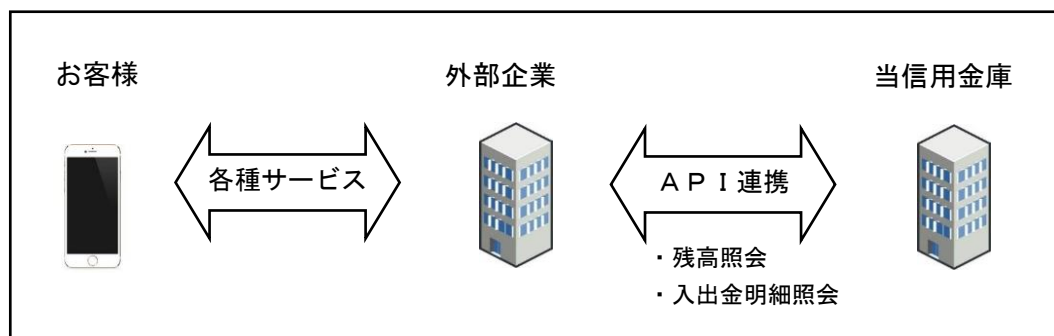 お客様
外部企業
当信用金庫
各種サービス
ＡＰＩ連携
・残高照会
・入出金明細照会